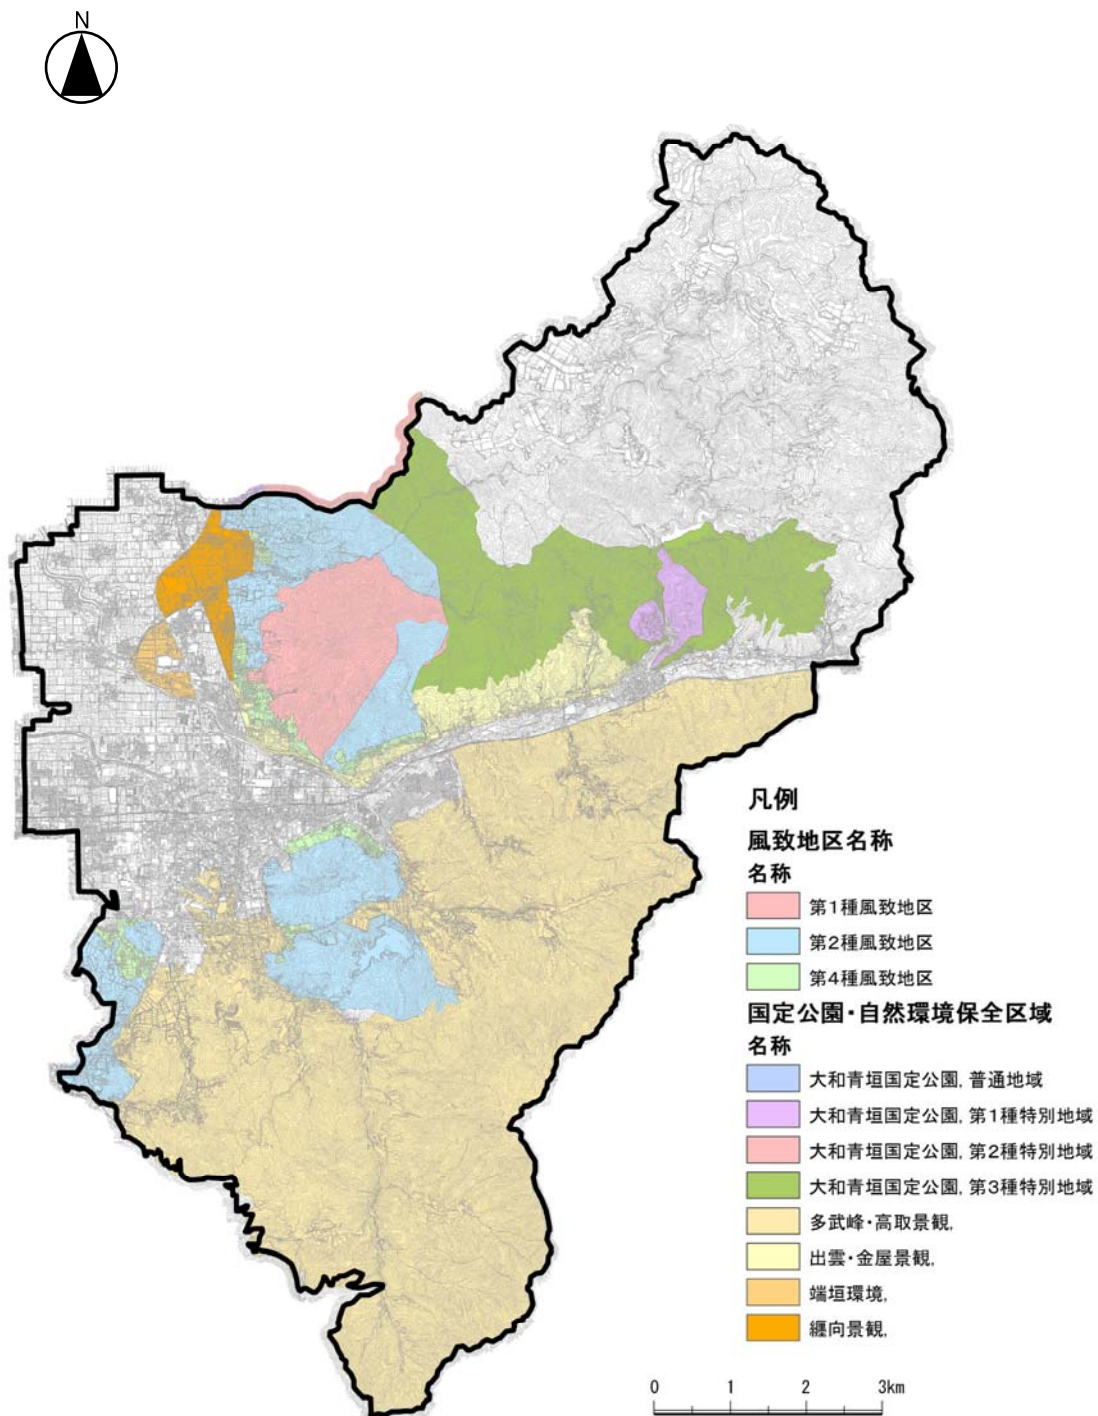 N
凡例
風致地区名称
名称
第1種風致地区
第2種風致地区
第4種風致地区
国定公園・自然環境保全区域
名称
大和青垣国定公園, 普通地域
大和青垣国定公園, 第1種特別地域
大和青垣国定公園, 第2種特別地域
大和青垣国定公園, 第3種特別地域
多武峰・高取景観,
出雲・金屋景観,
端垣環境,
纒向景観,
0 1 2 3km